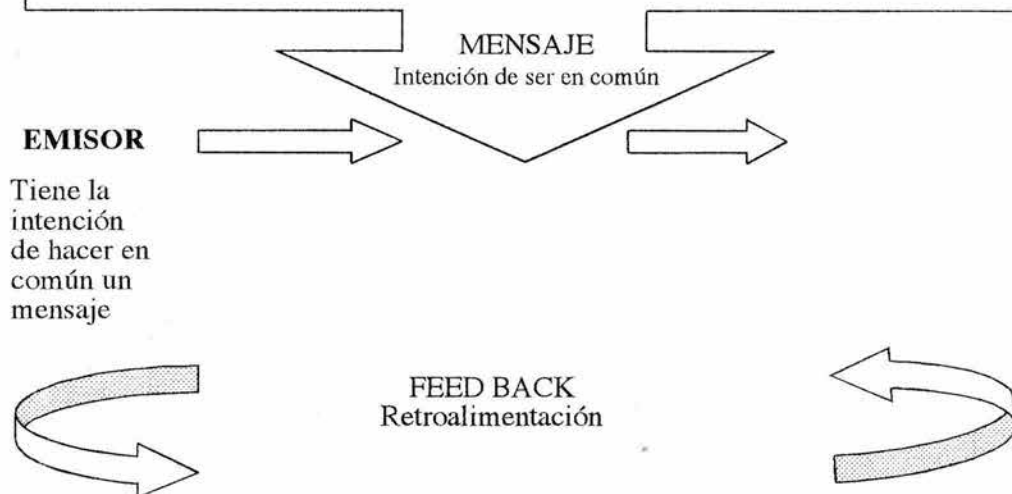 MENSAJE
Intención de ser en común
EMISOR
Tiene la
intención
de hacer en
común un
mensaje
FEED BACK
Retroalimentación